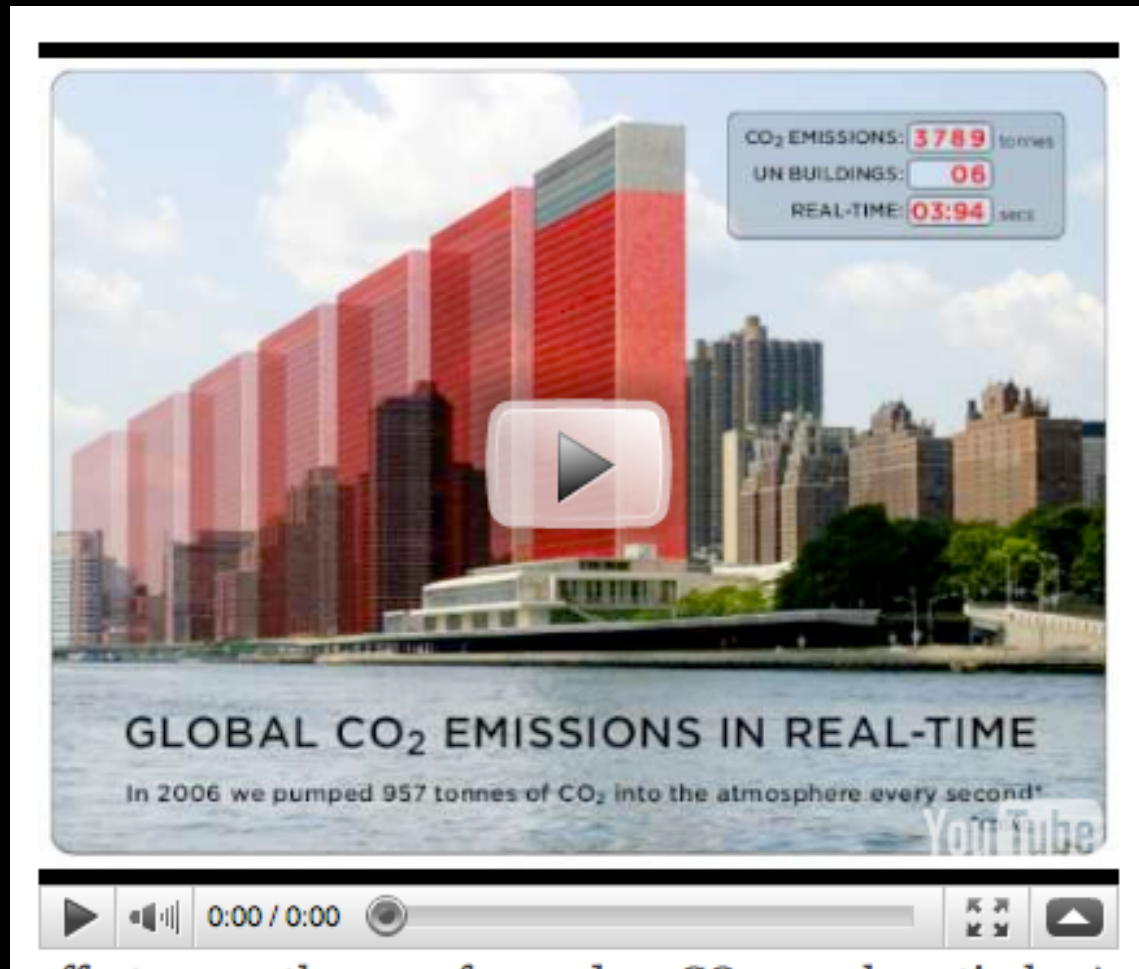 CO₂ EMISSIONS: 3789 tonnes
UN BUILDINGS: 06
REAL-TIME: 03:94 secs
GLOBAL CO₂ EMISSIONS IN REAL-TIME
In 2006 we pumped 957 tonnes of CO₂ into the atmosphere every second*
YouTube
0:00 / 0:00